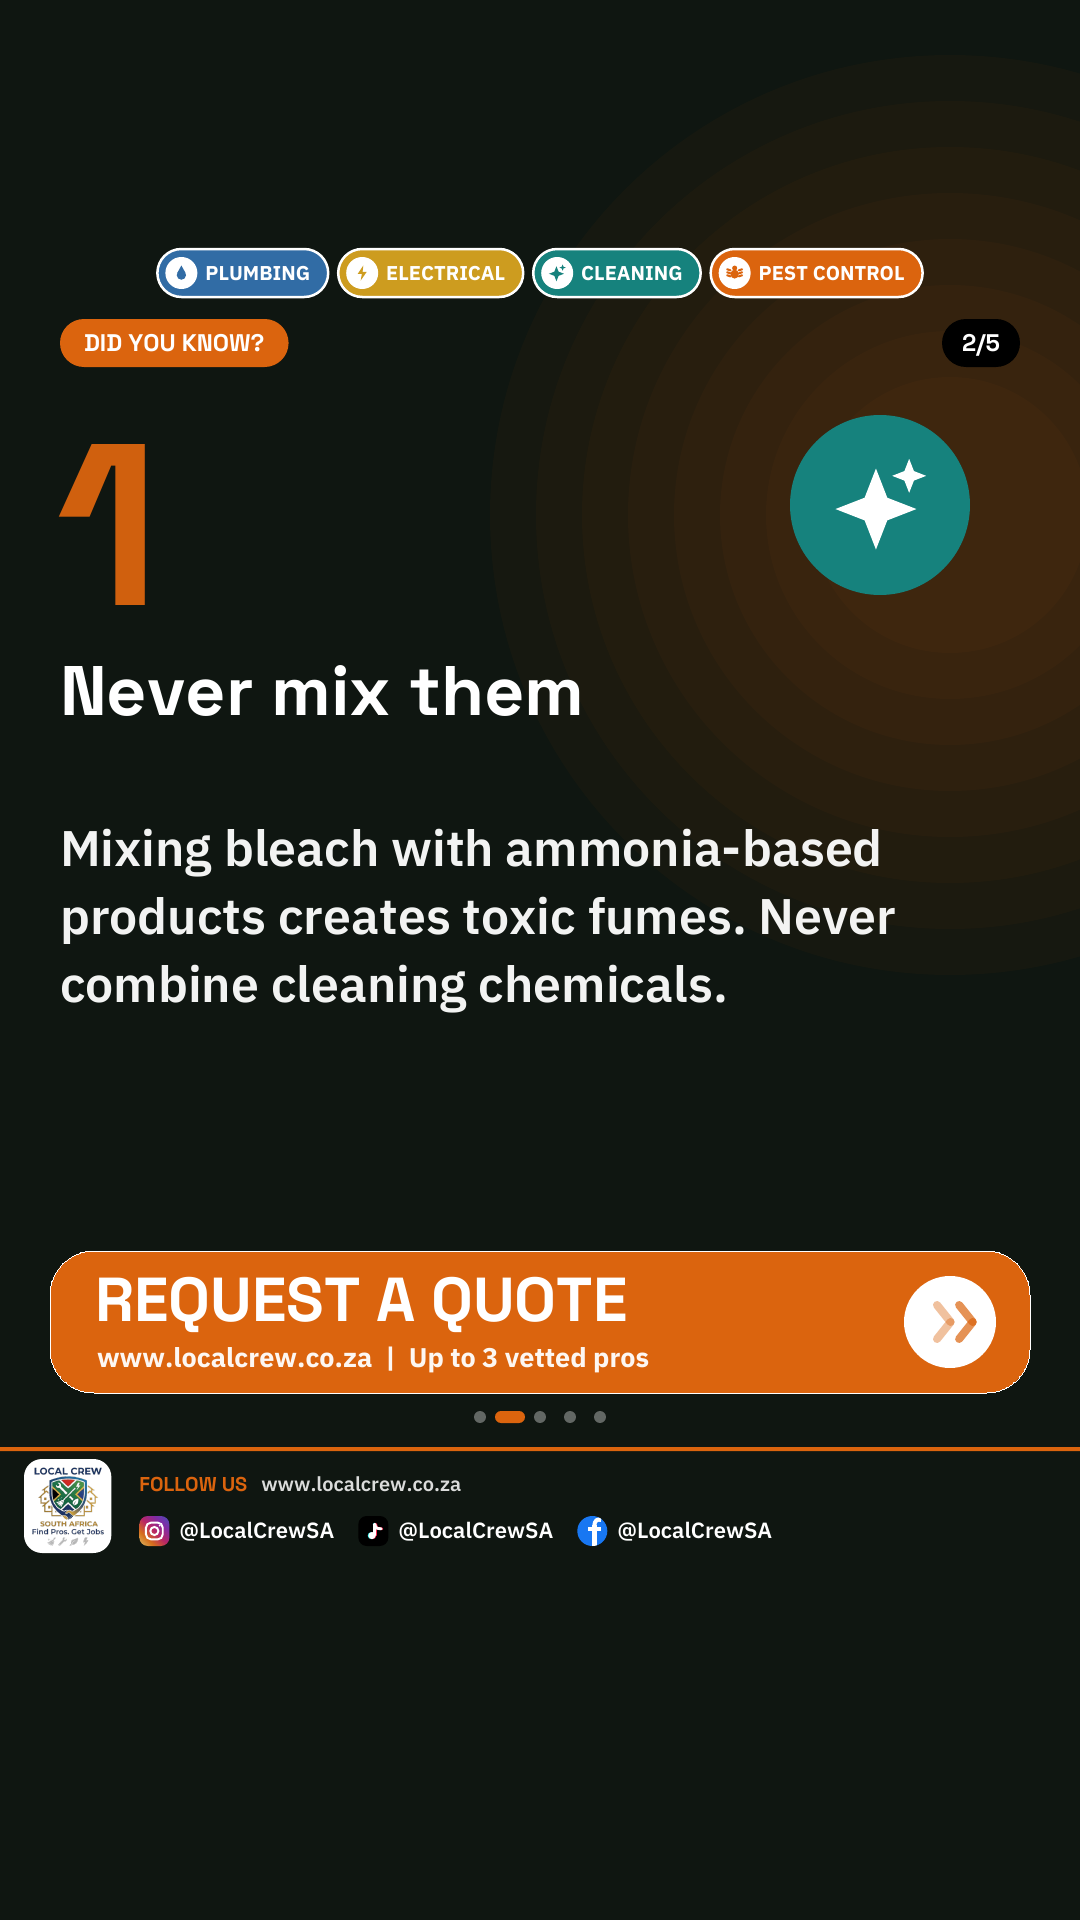 PLUMBING ELECTRICAL CLEANING PEST CONTROL
DID YOU KNOW? 2/5
1
Never mix them
Mixing bleach with ammonia-based
products creates toxic fumes. Never
combine cleaning chemicals.
REQUEST A QUOTE
www.localcrew.co.za | Up to 3 vetted pros
LOCAL CREW
SOUTH AFRICA
Find Pros. Get Jobs
FOLLOW US www.localcrew.co.za
@LocalCrewSA @LocalCrewSA @LocalCrewSA